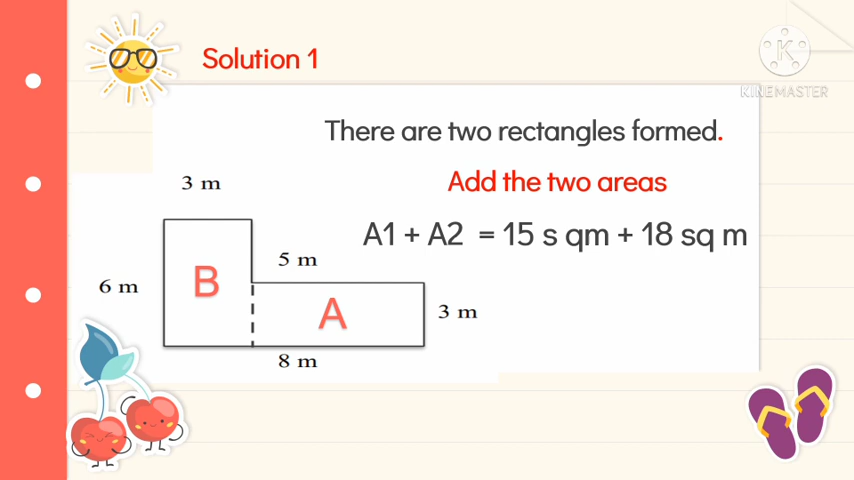 Solution 1
K
KINEMASTER
There are two rectangles formed.
Add the two areas
A1 + A2 = 15 s qm + 18 sq m
3 m
5 m
6 m
B
A
3 m
8 m